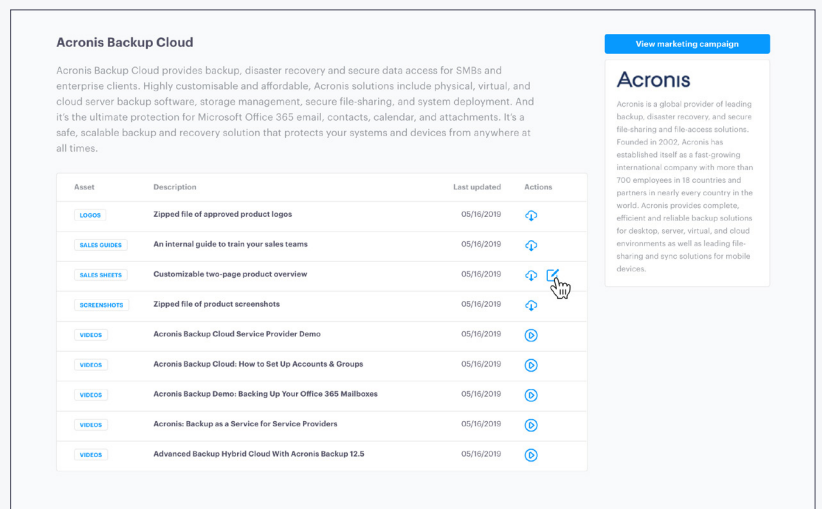 Acronis Backup Cloud
Acronis Backup Cloud provides backup, disaster recovery and secure data access for SMBs and
enterprise clients. Highly customisable and affordable, Acronis solutions include physical, virtual, and
cloud server backup software, storage management, secure file-sharing, and system deployment. And
it's the ultimate protection for Microsoft Office 365 email, contacts, calendar, and attachments. It's a
safe, scalable backup and recovery solution that protects your systems and devices from anywhere at
all times.
Asset Description Last updated Actions
LOGOS Zipped file of approved product logos 05/16/2019
SALES GUIDES An internal guide to train your sales teams 05/16/2019
SALES SHEETS Customizable two-page product overview 05/16/2019
SCREENSHOTS Zipped file of product screenshots 05/16/2019
VIDEOS Acronis Backup Cloud Service Provider Demo 05/16/2019
VIDEOS Acronis Backup Cloud: How to Set Up Accounts & Groups 05/16/2019
VIDEOS Acronis Backup Demo: Backing Up Your Office 365 Mailboxes 05/16/2019
VIDEOS Acronis: Backup as a Service for Service Providers 05/16/2019
VIDEOS Advanced Backup Hybrid Cloud With Acronis Backup 12.5 05/16/2019
View marketing campaign
Acronis
Acronis is a global provider of leading
backup, disaster recovery, and secure
file-sharing and file-access solutions.
Founded in 2002, Acronis has
established itself as a fast-growing
international company with more than
700 employees in 18 countries and
partners in nearly every country in the
world. Acronis provides complete,
efficient and reliable backup solutions
for desktop, server, virtual, and cloud
environments as well as leading file-
sharing and sync solutions for mobile
devices.